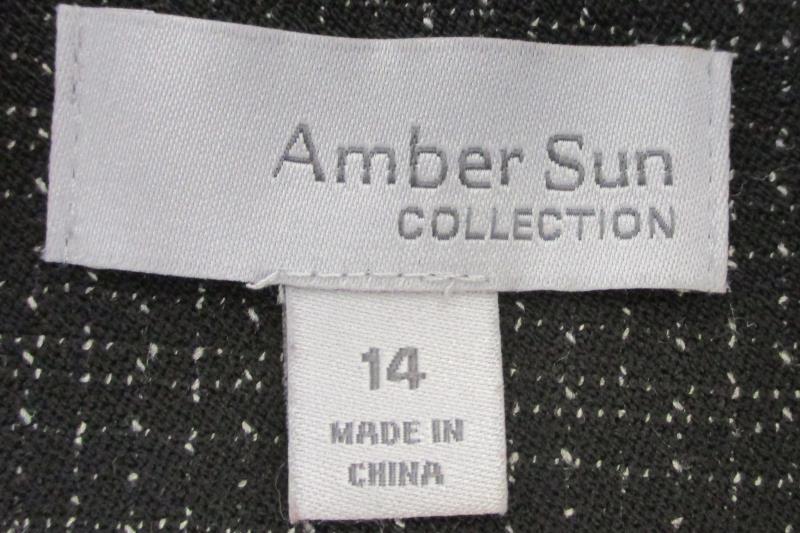 Amber Sun
COLLECTION
14
MADE IN
CHINA